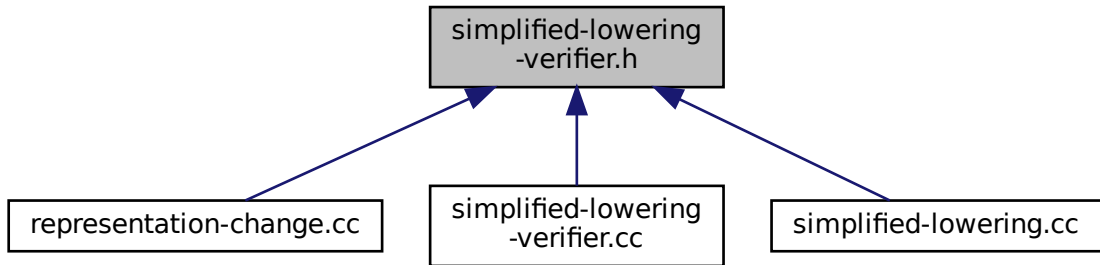 simplified-lowering
-verifier.h
representation-change.cc
simplified-lowering
-verifier.cc
simplified-lowering.cc